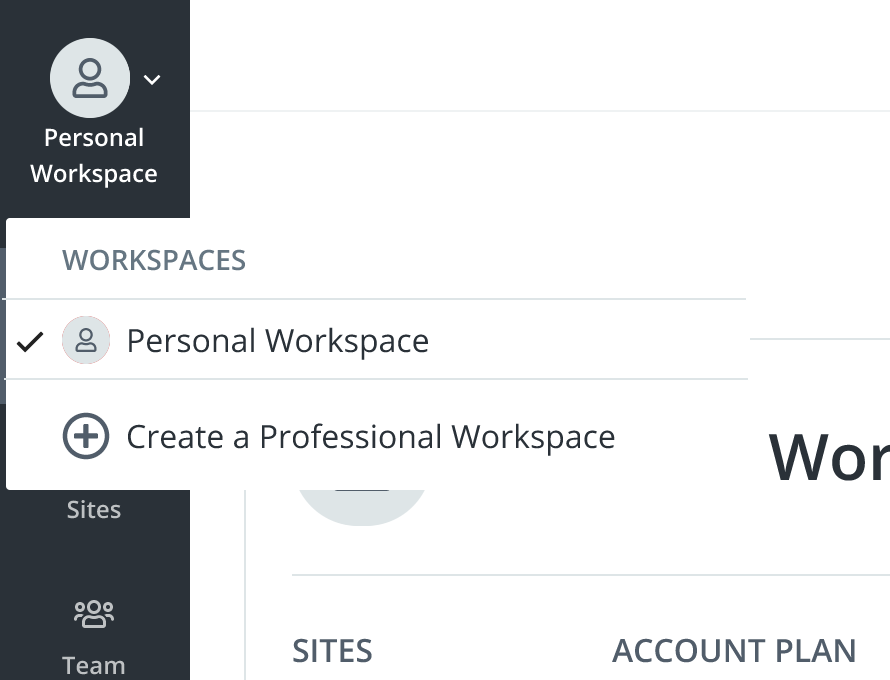 Personal
Workspace
WORKSPACES
Personal Workspace
Create a Professional Workspace
Wor
Sites
SITES
ACCOUNT PLAN
Team